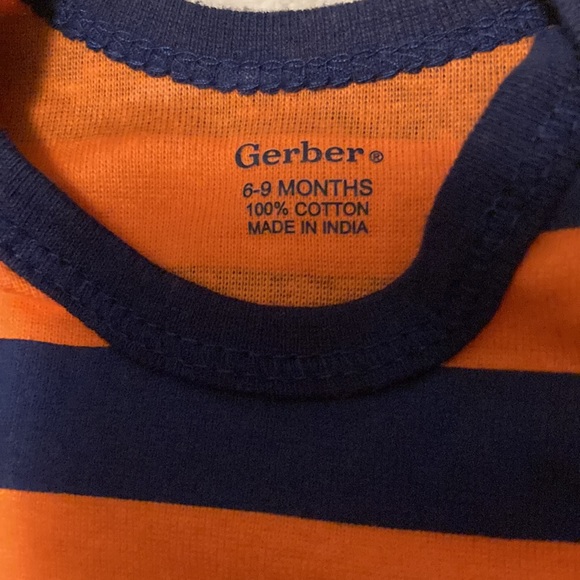 Gerber®
6-9 MONTHS
100% COTTON
MADE IN INDIA